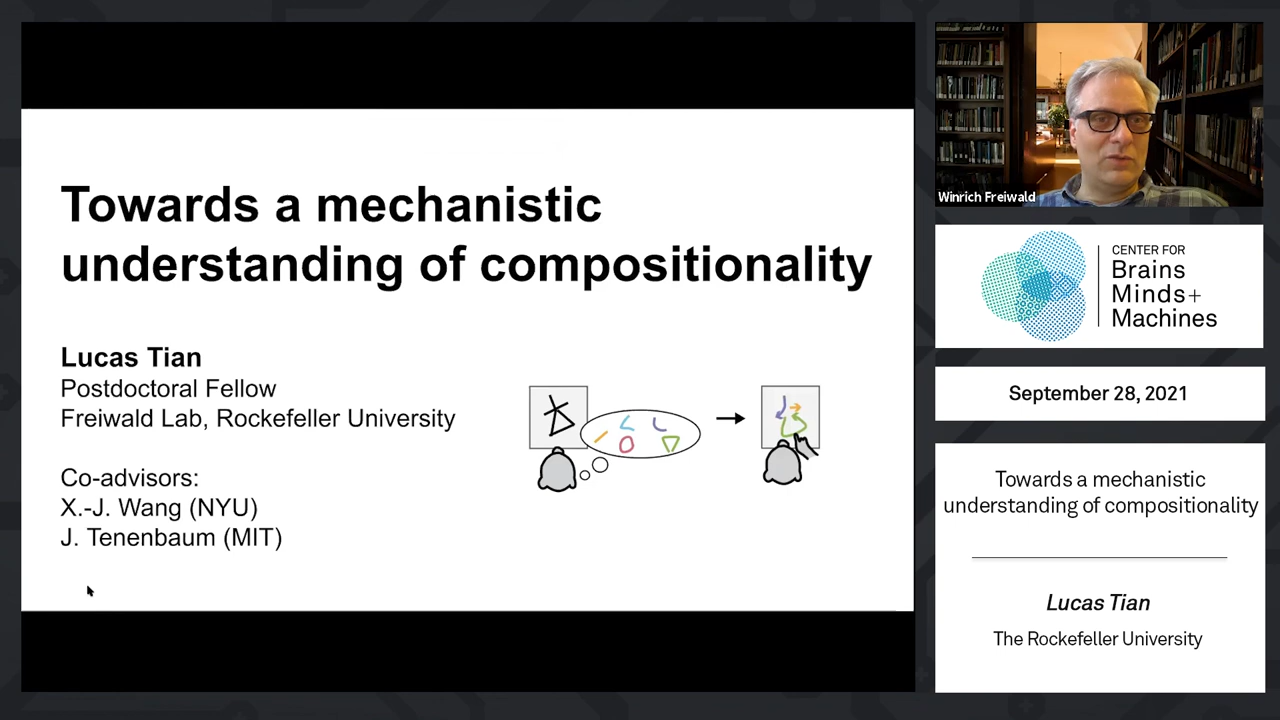 Towards a mechanistic
understanding of compositionality
Lucas Tian
Postdoctoral Fellow
Freiwald Lab, Rockefeller University
Co-advisors:
X.-J. Wang (NYU)
J. Tenenbaum (MIT)
Winrich Freiwald
CENTER FOR
Brains
Minds+
Machines
September 28, 2021
Towards a mechanistic
understanding of compositionality
Lucas Tian
The Rockefeller University